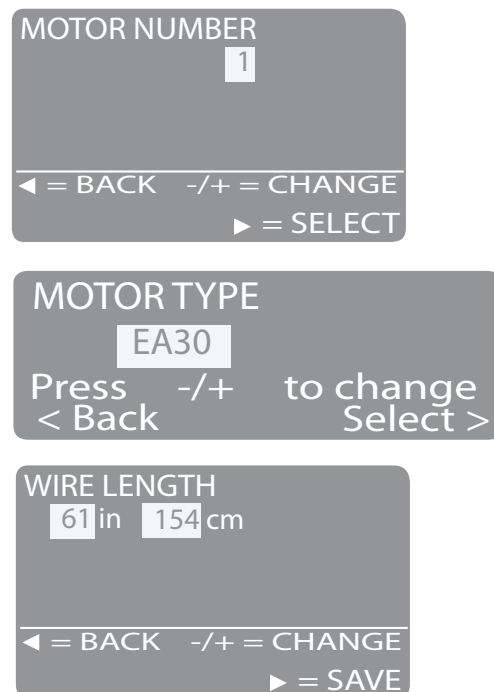 MOTOR NUMBER
1
◄ = BACK -/+ = CHANGE
► = SELECT
MOTOR TYPE
EA30
Press -/+ to change
< Back Select >
WIRE LENGTH
61 in 154 cm
◄ = BACK -/+ = CHANGE
► = SAVE